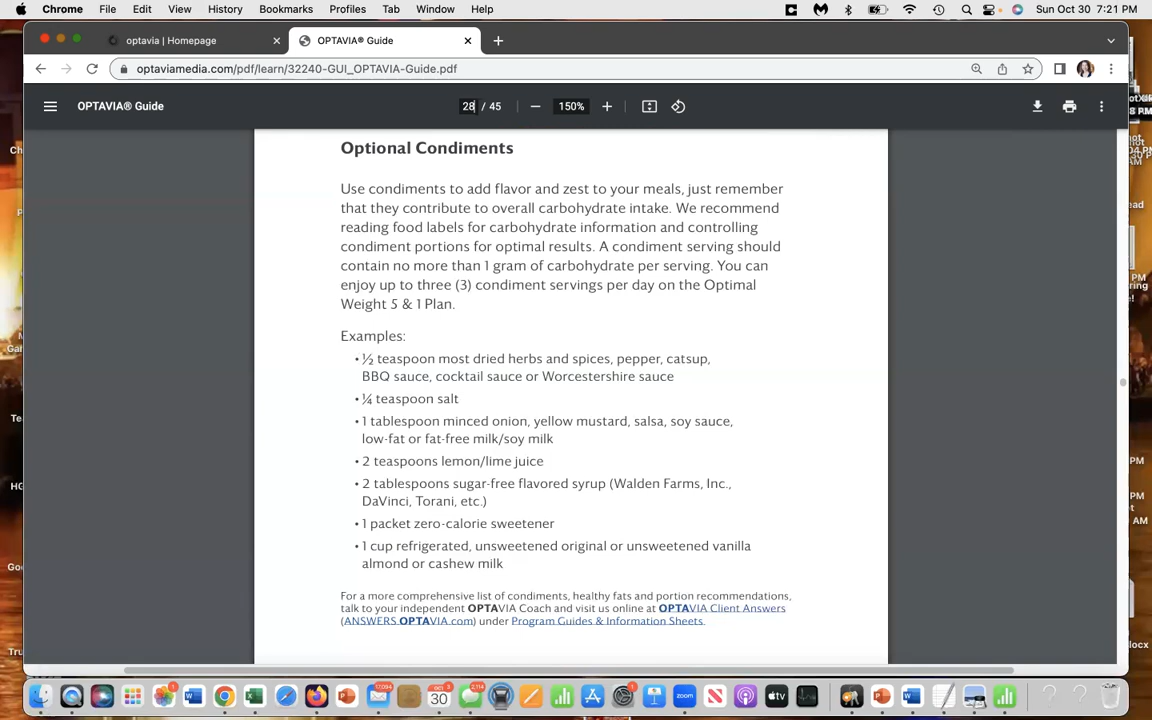 Chrome File Edit View History Bookmarks Profiles Tab Window Help Sun Oct 30 7:21 PM
optavia | Homepage
OPTAVIA® Guide
optaviamedia.com/pdf/learn/32240-GUI_OPTAVIA-Guide.pdf
OPTAVIA® Guide 28 / 45 150%
Optional Condiments
Use condiments to add flavor and zest to your meals, just remember
that they contribute to overall carbohydrate intake. We recommend
reading food labels for carbohydrate information and controlling
condiment portions for optimal results. A condiment serving should
contain no more than 1 gram of carbohydrate per serving. You can
enjoy up to three (3) condiment servings per day on the Optimal
Weight 5 & 1 Plan.
Examples:
• ½ teaspoon most dried herbs and spices, pepper, catsup,
BBQ sauce, cocktail sauce or Worcestershire sauce
• ¼ teaspoon salt
• 1 tablespoon minced onion, yellow mustard, salsa, soy sauce,
low-fat or fat-free milk/soy milk
• 2 teaspoons lemon/lime juice
• 2 tablespoons sugar-free flavored syrup (Walden Farms, Inc.,
DaVinci, Torani, etc.)
• 1 packet zero-calorie sweetener
• 1 cup refrigerated, unsweetened original or unsweetened vanilla
almond or cashew milk
For a more comprehensive list of condiments, healthy fats and portion recommendations,
talk to your independent OPTAVIA Coach and visit us online at OPTAVIA Client Answers
(ANSWERS.OPTAVIA.com) under Program Guides & Information Sheets.